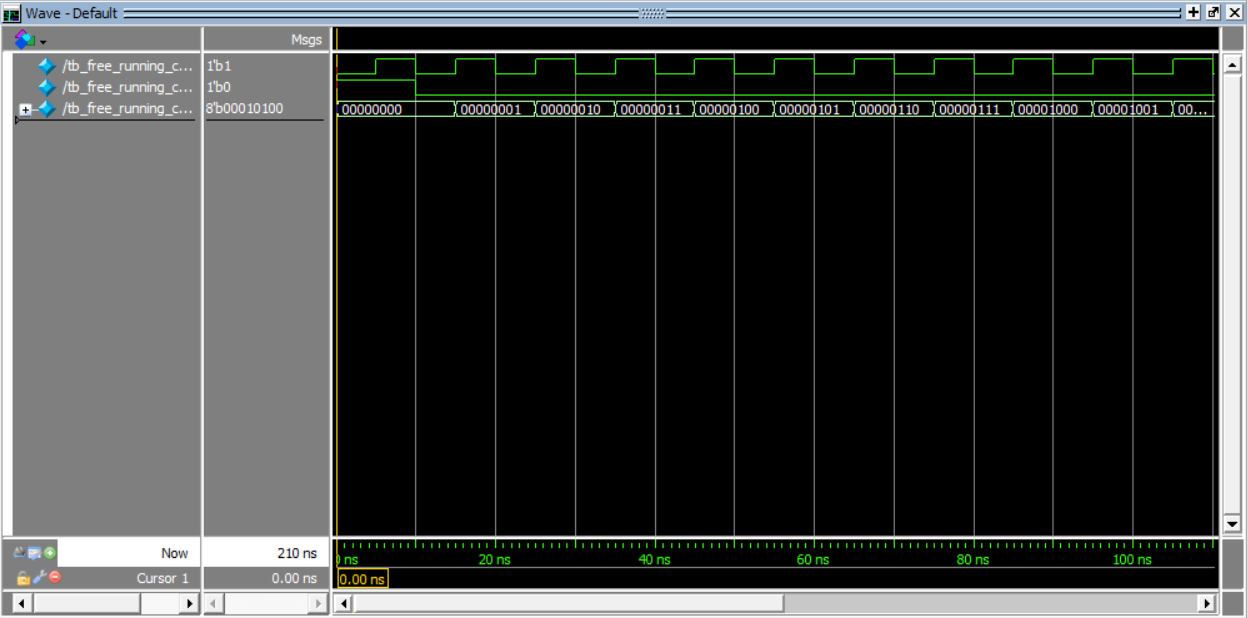 Wave - Default
Msgs
/tb_free_running_c... 1'b1
/tb_free_running_c... 1'b0
/tb_free_running_c... 8'b00010100 00000000 00000001 00000010 00000011 00000100 00000101 00000110 00000111 00001000 00001001 00...
Now 210 ns
ns 20 ns 40 ns 60 ns 80 ns 100 ns
Cursor 1 0.00 ns 0.00 ns